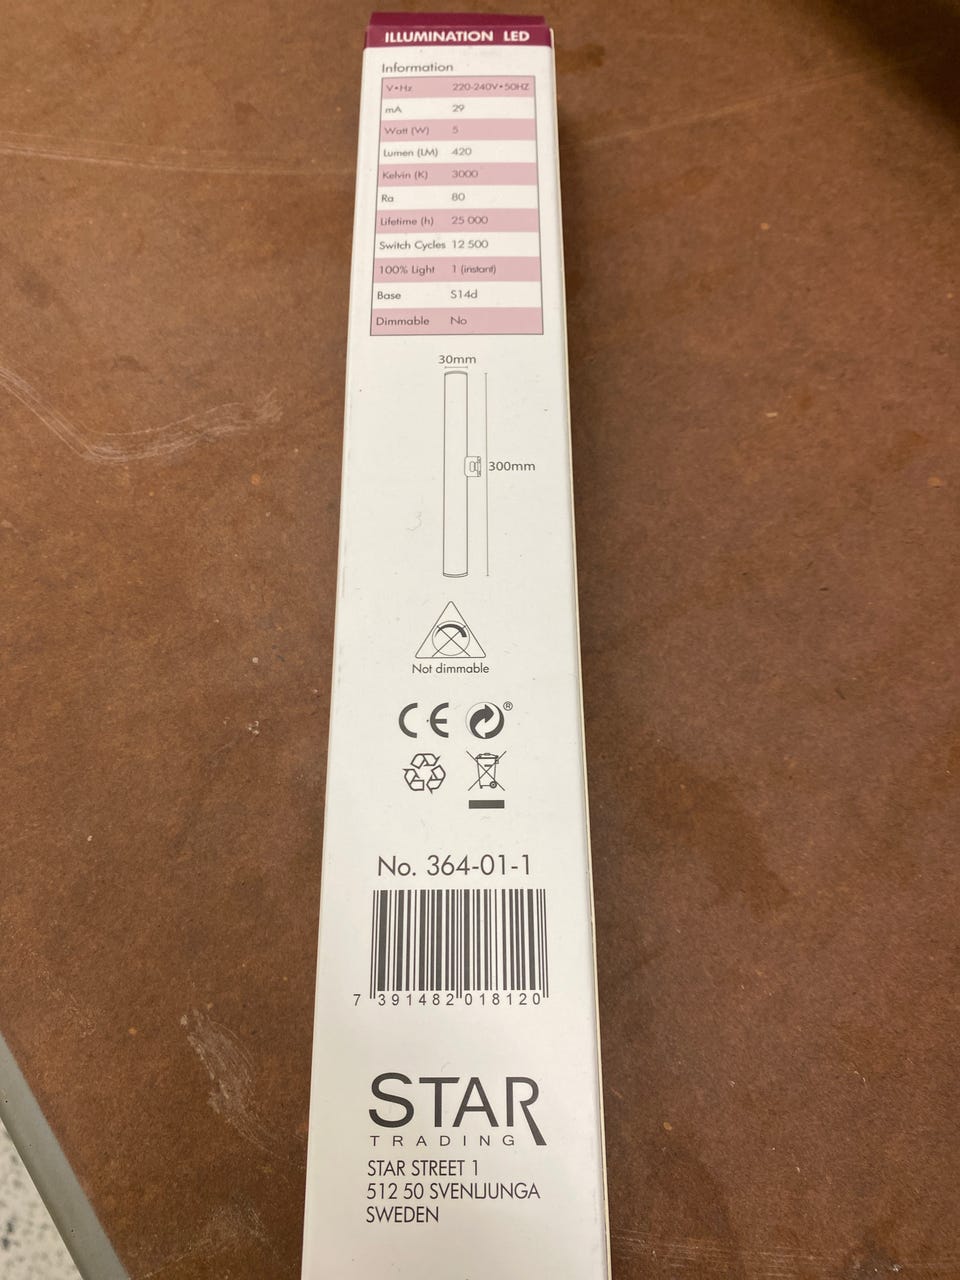 ILLUMINATION LED
Information
V•Hz 220-240V•50HZ
mA 29
Watt (W) 5
Lumen (LM) 420
Kelvin (K) 3000
Ra 80
Lifetime (h) 25 000
Switch Cycles 12 500
100% Light 1 (instant)
Base S14d
Dimmable No
30mm
300mm
Not dimmable
CE ®
No. 364-01-1
7 391482 018120
STAR
TRADING
STAR STREET 1
512 50 SVENLJUNGA
SWEDEN